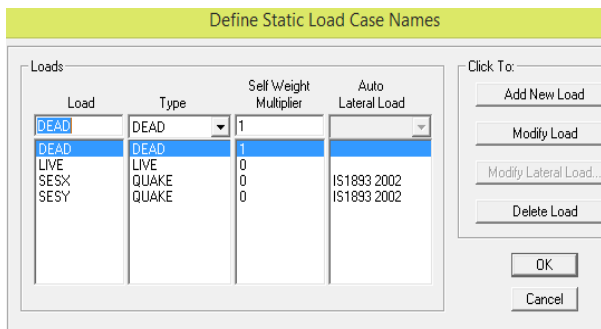 Define Static Load Case Names
Loads
Click To:
Load Type Self Weight Multiplier Auto Lateral Load
DEAD DEAD 1
DEAD DEAD 1
LIVE LIVE 0
SESX QUAKE 0 IS1893 2002
SESY QUAKE 0 IS1893 2002
Add New Load
Modify Load
Modify Lateral Load...
Delete Load
OK
Cancel